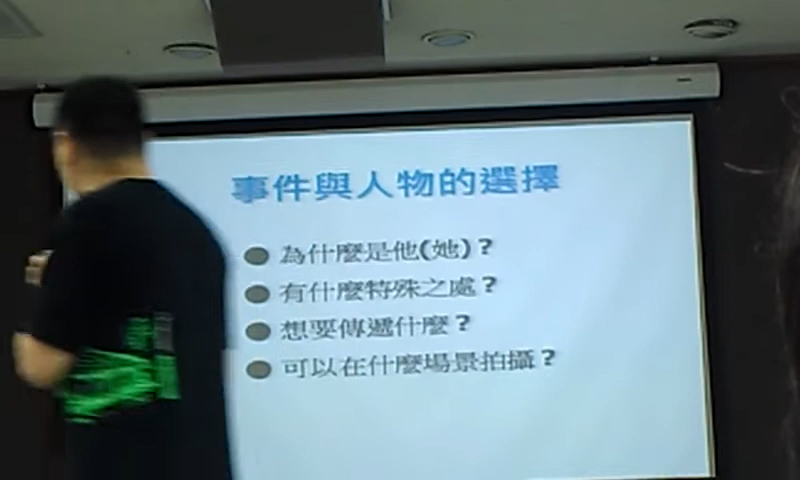 事件與人物的選擇
為什麼是他(她)?
有什麼特殊之處?
想要傳遞什麼?
可以在什麼場景拍攝?